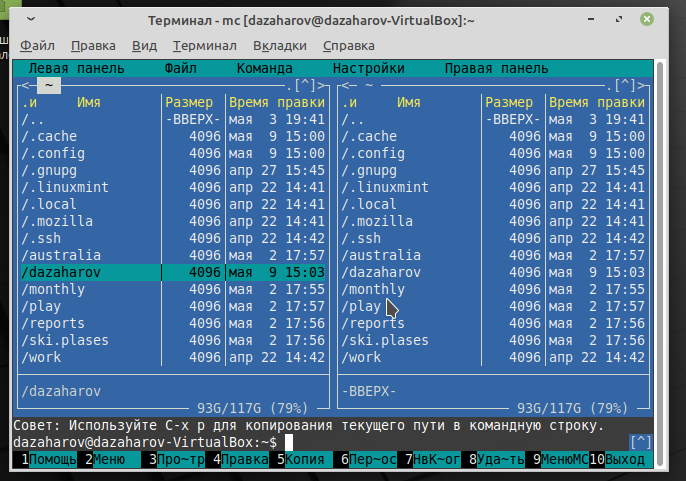 Терминал - mc [dazaharov@dazaharov-VirtualBox]:~
Файл Правка Вид Терминал Вкладки Справка
Левая панель Файл Команда Настройки Правая панель
<─ ~ .[^]> <─ ~ .[^]>
.и Имя Размер Время правки .и Имя Размер Время правки
/.. -ВВЕРХ- мая 3 19:41 /.. -ВВЕРХ- мая 3 19:41
/.cache 4096 мая 9 15:00 /.cache 4096 мая 9 15:00
/.config 4096 мая 9 15:00 /.config 4096 мая 9 15:00
/.gnupg 4096 апр 27 15:45 /.gnupg 4096 апр 27 15:45
/.linuxmint 4096 апр 22 14:41 /.linuxmint 4096 апр 22 14:41
/.local 4096 апр 22 14:41 /.local 4096 апр 22 14:41
/.mozilla 4096 апр 22 14:41 /.mozilla 4096 апр 22 14:41
/.ssh 4096 апр 22 14:42 /.ssh 4096 апр 22 14:42
/australia 4096 мая 2 17:57 /australia 4096 мая 2 17:57
/dazaharov 4096 мая 9 15:03 /dazaharov 4096 мая 9 15:03
/monthly 4096 мая 2 17:55 /monthly 4096 мая 2 17:55
/play 4096 мая 2 17:57 /play 4096 мая 2 17:57
/reports 4096 мая 2 17:56 /reports 4096 мая 2 17:56
/ski.plases 4096 мая 2 17:56 /ski.plases 4096 мая 2 17:56
/work 4096 апр 22 14:42 /work 4096 апр 22 14:42
/dazaharov -ВВЕРХ-
93G/117G (79%) 93G/117G (79%)
Совет: Используйте C-x p для копирования текущего пути в командную строку.
dazaharov@dazaharov-VirtualBox:~$ [^]
1Помощь 2Меню 3Про~тр 4Правка 5Копия 6Пер~ос 7НвК~ог 8Уда~ть 9МенюMC 10Выход